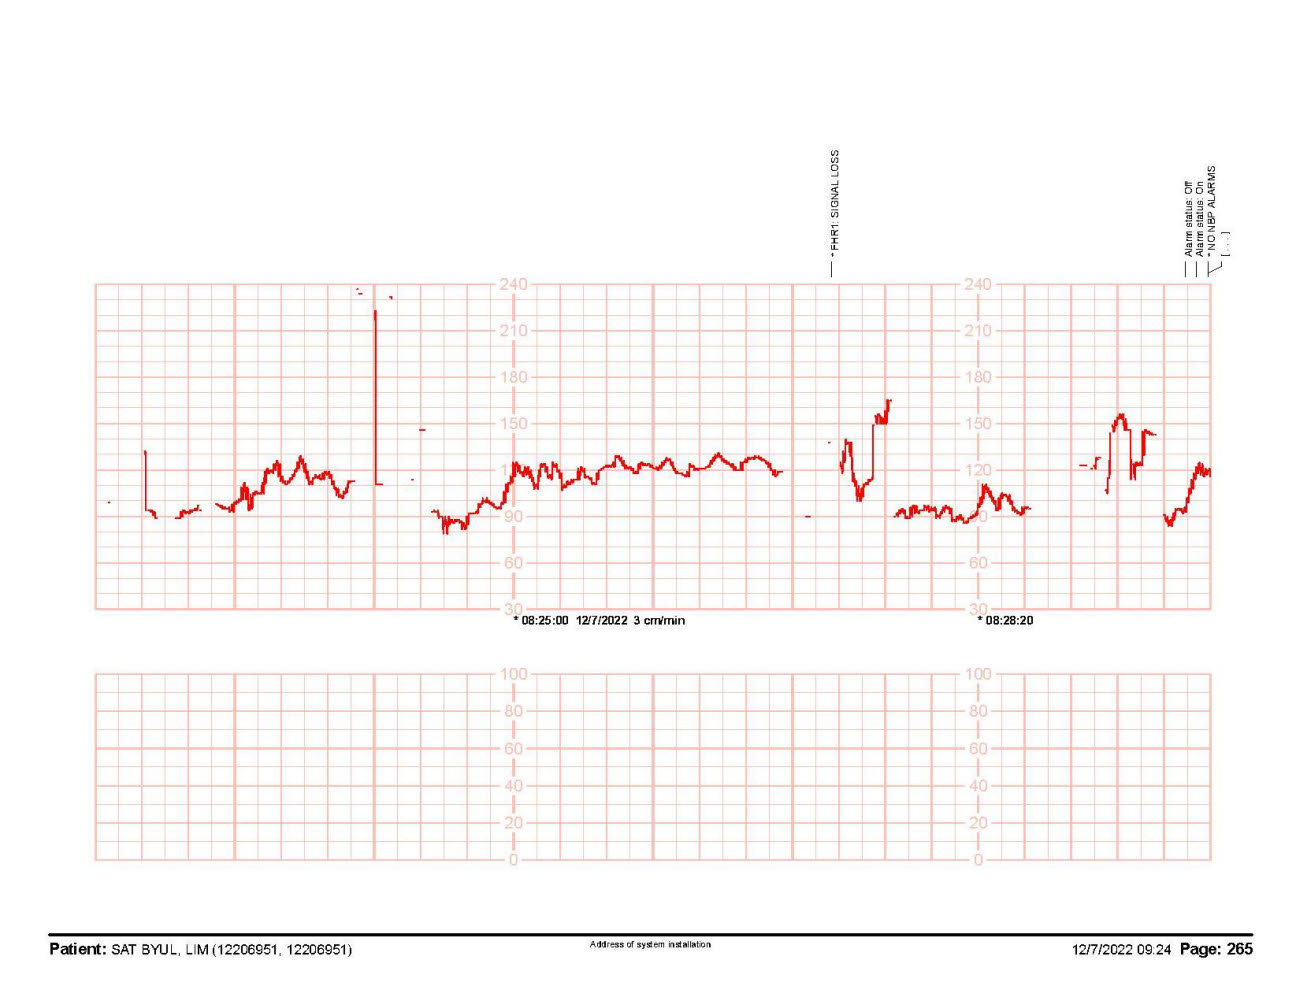 * FHR1: SIGNAL LOSS
Alarm status: Off
Alarm status: On
* NO NBP ALARMS
[ . . . ]
240 240
210 210
180 180
150 150
120
90
60 60
30 30
* 08:25:00 12/7/2022 3 cm/min * 08:28:20
100 100
80 80
60 60
40 40
20 20
0 0
Patient: SAT BYUL, LIM (12206951, 12206951) Address of system installation 12/7/2022 09:24 Page: 265